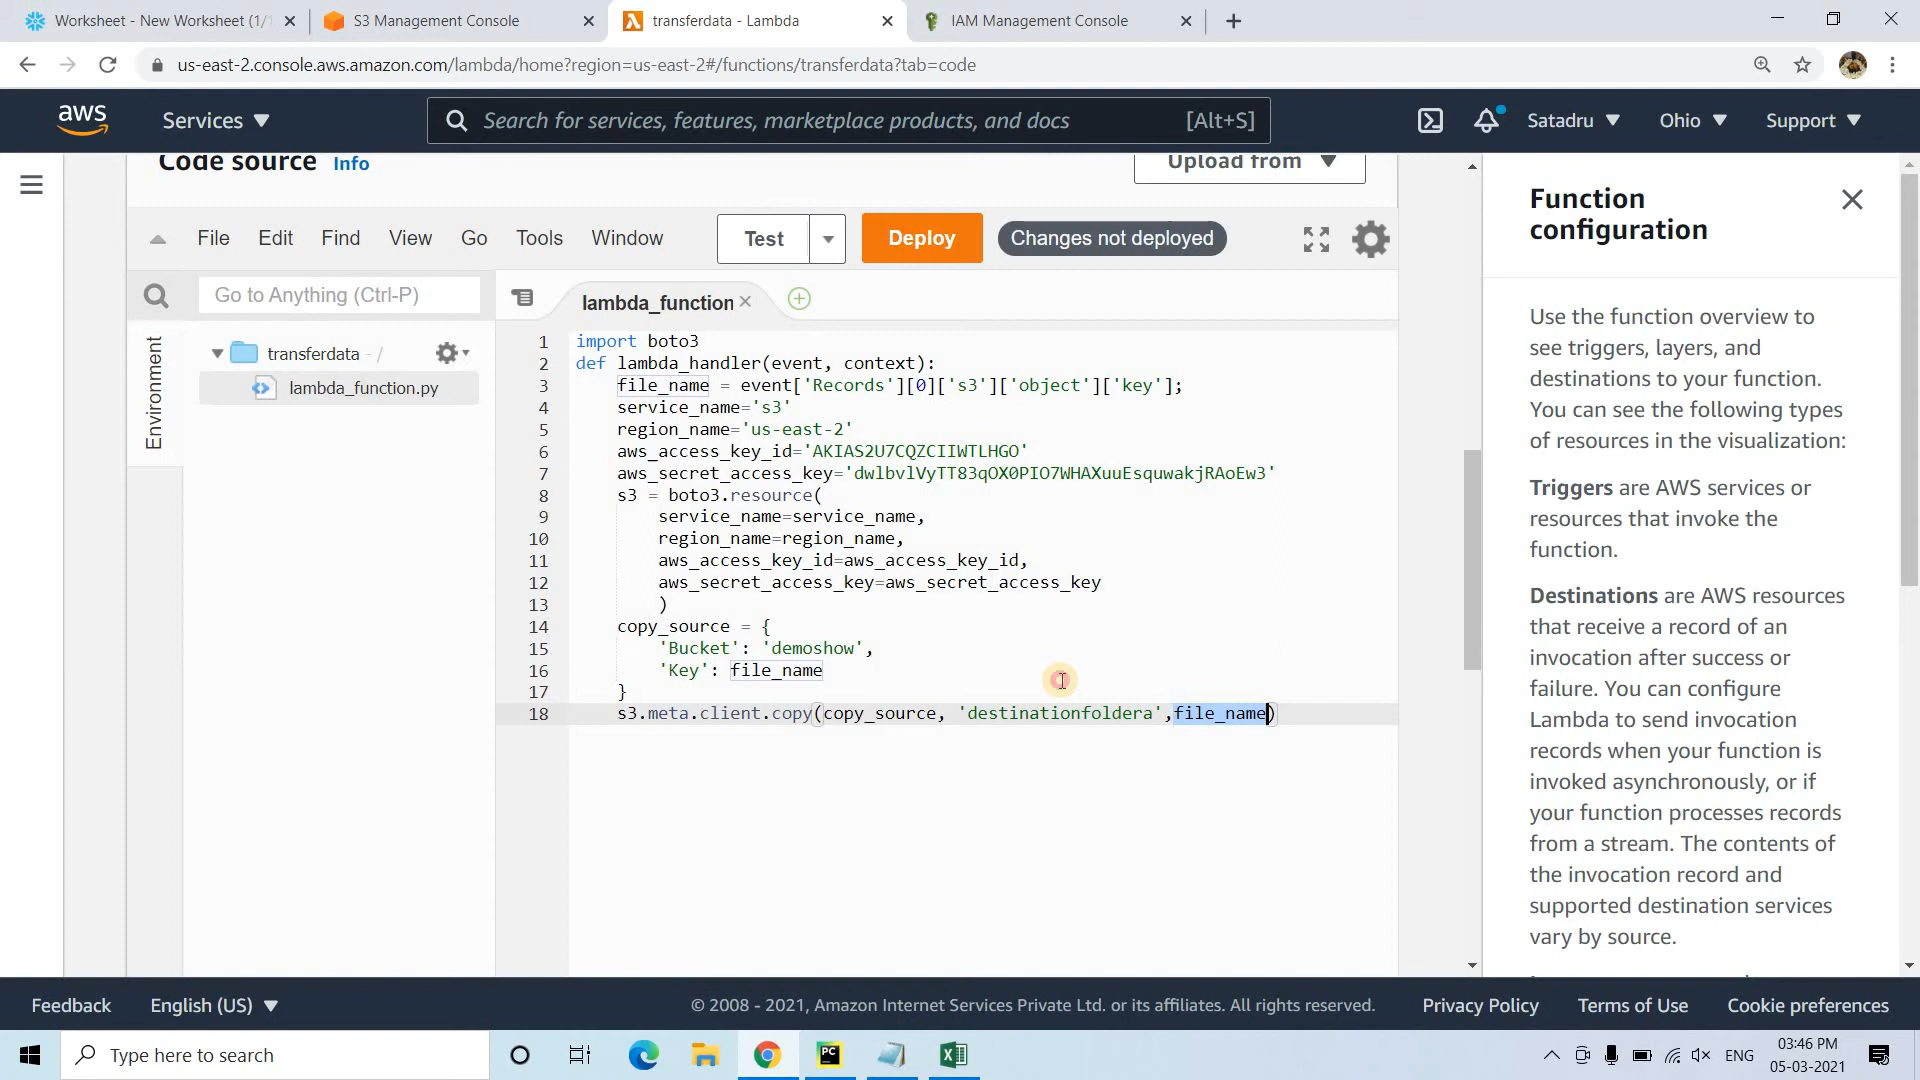 Worksheet - New Worksheet (1/1
S3 Management Console
transferdata - Lambda
IAM Management Console
us-east-2.console.aws.amazon.com/lambda/home?region=us-east-2#/functions/transferdata?tab=code
aws
Services
Search for services, features, marketplace products, and docs
[Alt+S]
Satadru
Ohio
Support
Code source
Info
Upload from
File
Edit
Find
View
Go
Tools
Window
Test
Deploy
Changes not deployed
Go to Anything (Ctrl-P)
lambda_function
Environment
transferdata - /
lambda_function.py
1 import boto3
2 def lambda_handler(event, context):
3 file_name = event['Records'][0]['s3']['object']['key'];
4 service_name='s3'
5 region_name='us-east-2'
6 aws_access_key_id='AKIAS2U7CQZCIIWTLHGO'
7 aws_secret_access_key='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'
8 s3 = boto3.resource(
9 service_name=service_name,
10 region_name=region_name,
11 aws_access_key_id=aws_access_key_id,
12 aws_secret_access_key=aws_secret_access_key
13 )
14 copy_source = {
15 'Bucket': 'demoshow',
16 'Key': file_name
17 }
18 s3.meta.client.copy(copy_source, 'destinationfoldera',file_name)
Function
configuration
Use the function overview to
see triggers, layers, and
destinations to your function.
You can see the following types
of resources in the visualization:
Triggers are AWS services or
resources that invoke the
function.
Destinations are AWS resources
that receive a record of an
invocation after success or
failure. You can configure
Lambda to send invocation
records when your function is
invoked asynchronously, or if
your function processes records
from a stream. The contents of
the invocation record and
supported destination services
vary by source.
Feedback
English (US)
© 2008 - 2021, Amazon Internet Services Private Ltd. or its affiliates. All rights reserved.
Privacy Policy
Terms of Use
Cookie preferences
Type here to search
ENG
03:46 PM
05-03-2021